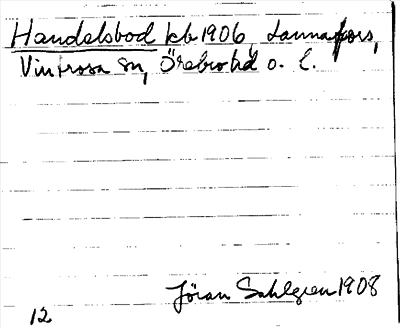 Handelsbod kb 1906, Lannafors,
Vintrosa sn, Örebro hd o. l.
Jöran Sahlgren 1908
12